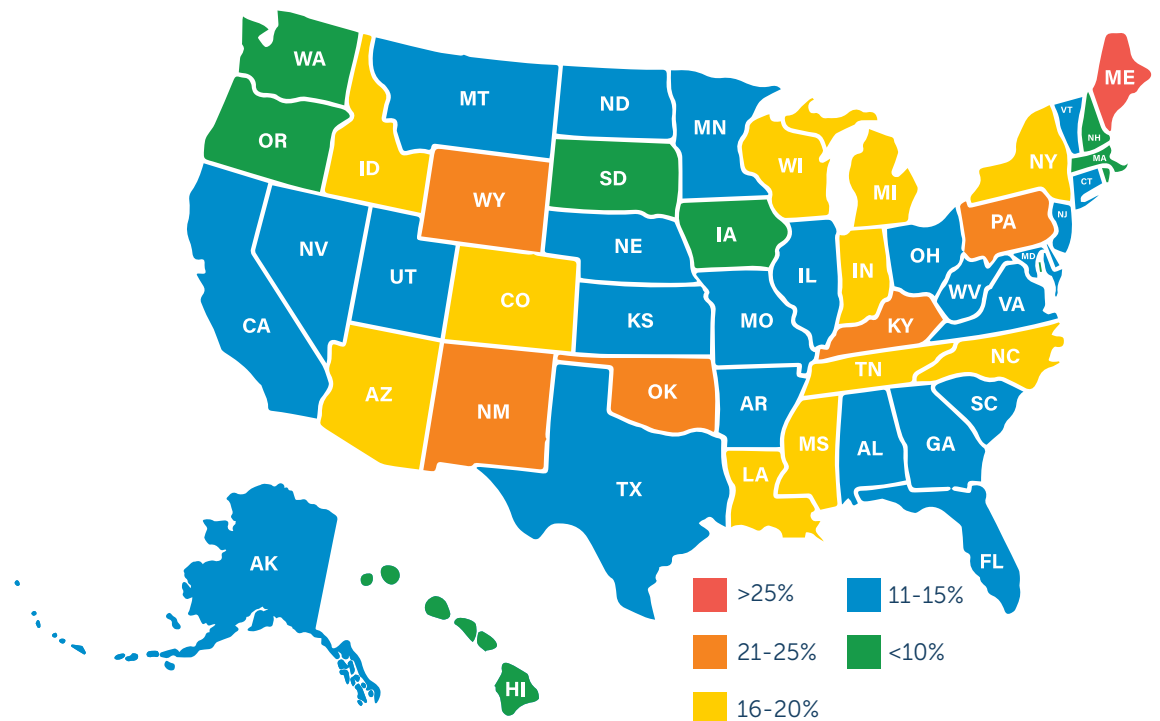 WA
MT
ND
MN
ME
VT
NH
OR
ID
SD
WI
MI
NY
MA
CT
WY
IA
PA
NJ
NV
UT
NE
IL
IN
OH
MD
CA
CO
KS
MO
WV
VA
KY
AZ
NM
OK
AR
TN
NC
SC
TX
LA
MS
AL
GA
FL
AK
HI
>25%
11-15%
21-25%
<10%
16-20%